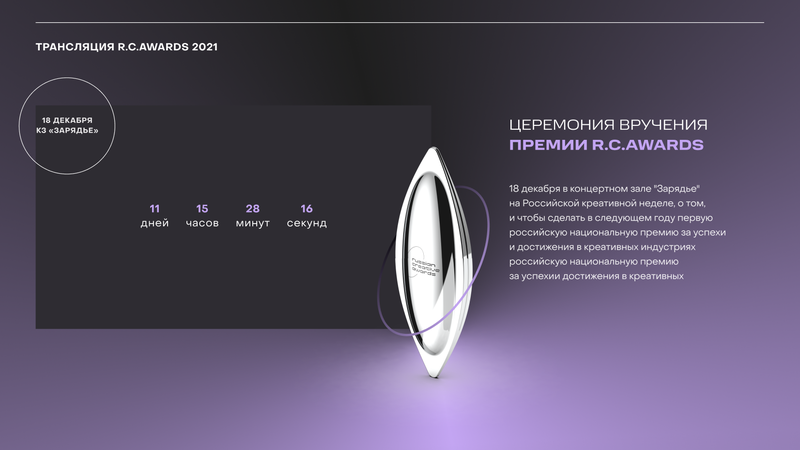 ТРАНСЛЯЦИЯ R.C.AWARDS 2021
18 ДЕКАБРЯ
КЗ «ЗАРЯДЬЕ»
11 15 28 16
дней часов минут секунд
russian
creative
awards
ЦЕРЕМОНИЯ ВРУЧЕНИЯ
ПРЕМИИ R.C.AWARDS
18 декабря в концертном зале "Зарядье"
на Российской креативной неделе, о том,
и чтобы сделать в следующем году первую
российскую национальную премию за успехи
и достижения в креативных индустриях
российскую национальную премию
за успехии достижения в креативных